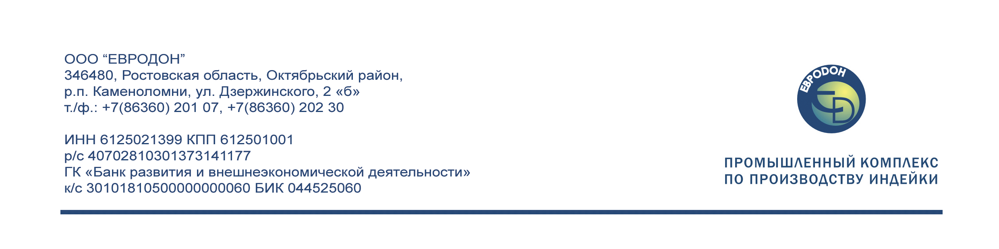 ООО “ЕВРОДОН”
346480, Ростовская область, Октябрьский район,
р.п. Каменоломни, ул. Дзержинского, 2 «б»
т./ф.: +7(86360) 201 07, +7(86360) 202 30
ИНН 6125021399 КПП 612501001
р/с 40702810301373141177
ГК «Банк развития и внешнеэкономической деятельности»
к/с 30101810500000000060 БИК 044525060
ЕВРОДОН
ПРОМЫШЛЕННЫЙ КОМПЛЕКС
ПО ПРОИЗВОДСТВУ ИНДЕЙКИ